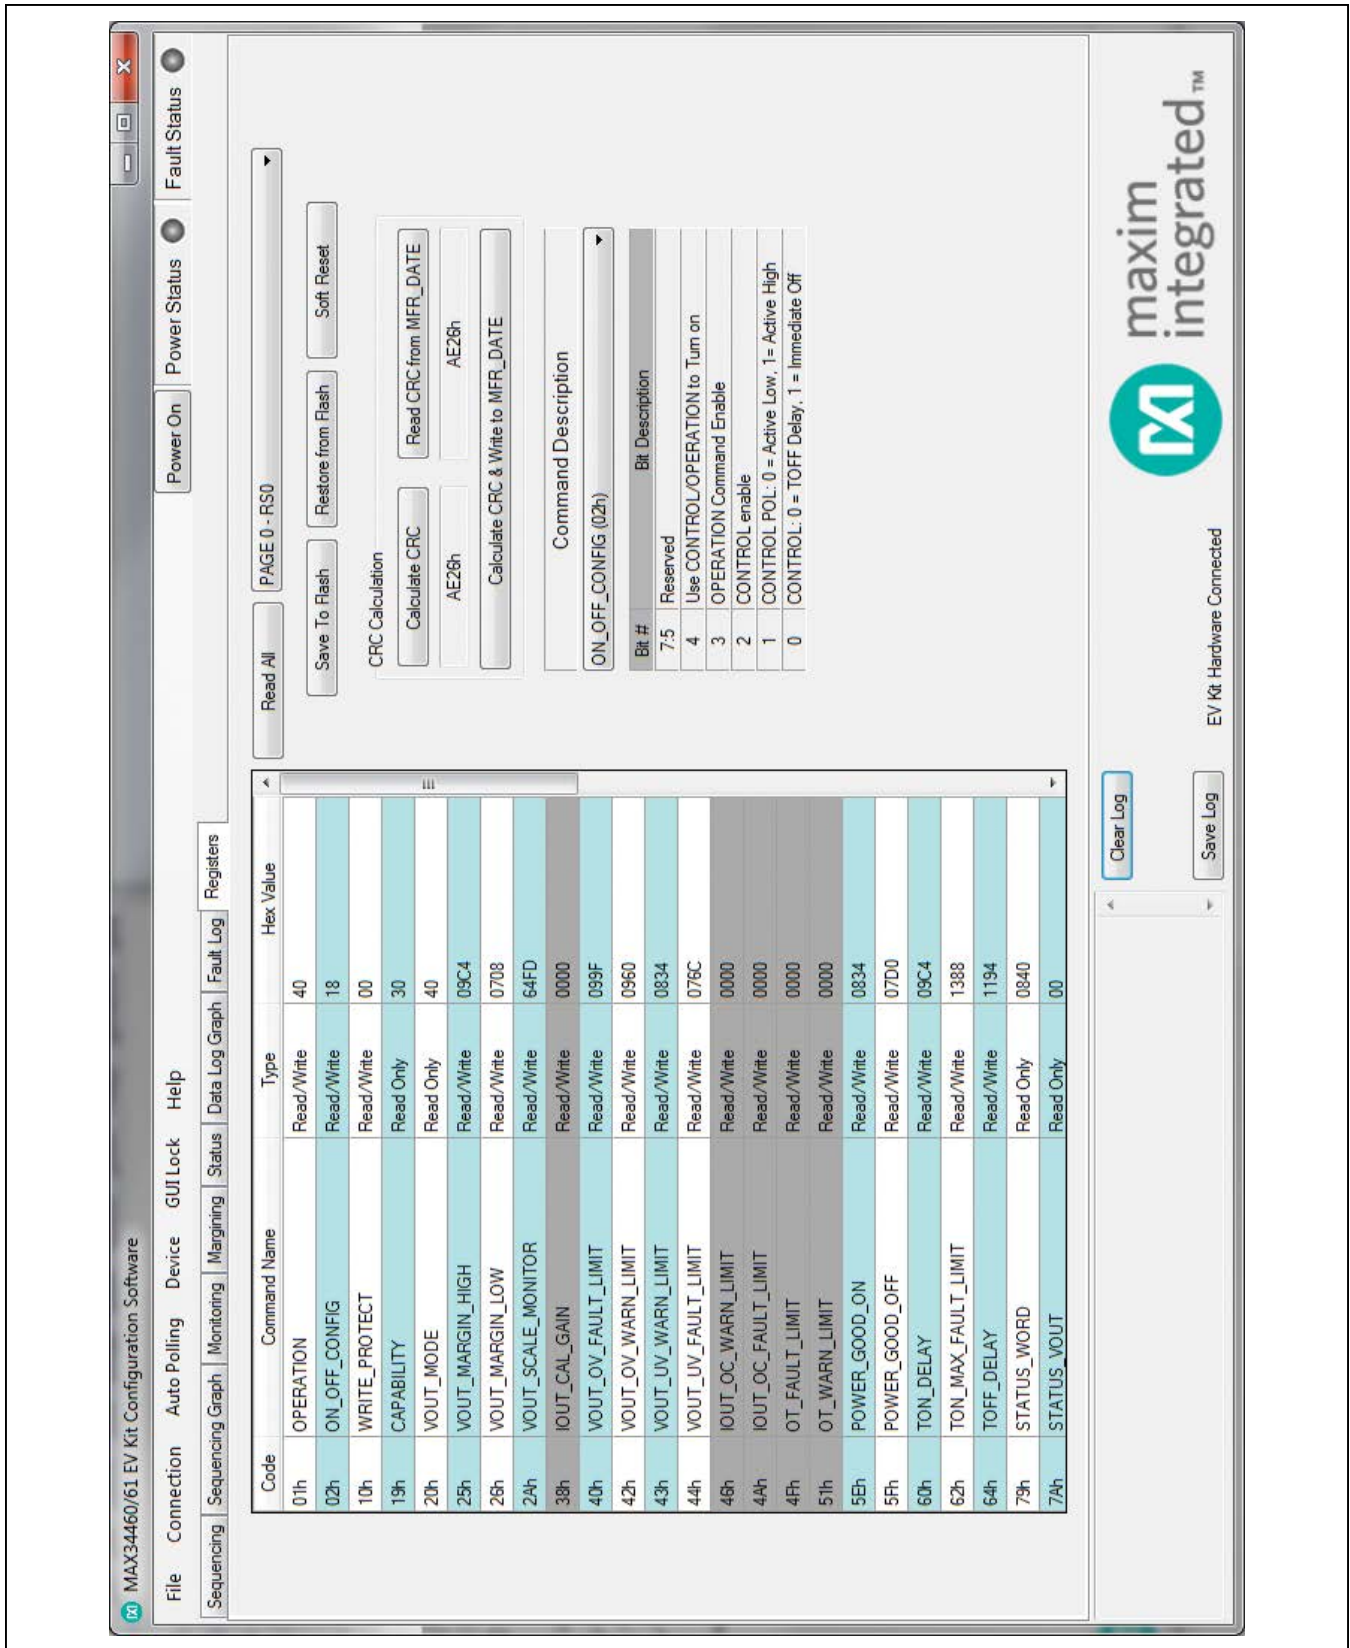 MAX34460/61 EV Kit Configuration Software
File Connection Auto Polling Device GUI Lock Help Power On Power Status Fault Status
Sequencing Sequencing Graph Monitoring Margining Status Data Log Graph Fault Log Registers
Code Command Name Type Hex Value
01h OPERATION Read/Write 40
02h ON_OFF_CONFIG Read/Write 18
10h WRITE_PROTECT Read/Write 00
19h CAPABILITY Read Only 30
20h VOUT_MODE Read Only 40
25h VOUT_MARGIN_HIGH Read/Write 09C4
26h VOUT_MARGIN_LOW Read/Write 0708
2Ah VOUT_SCALE_MONITOR Read/Write 64FD
38h IOUT_CAL_GAIN Read/Write 0000
40h VOUT_OV_FAULT_LIMIT Read/Write 099F
42h VOUT_OV_WARN_LIMIT Read/Write 0960
43h VOUT_UV_WARN_LIMIT Read/Write 0834
44h VOUT_UV_FAULT_LIMIT Read/Write 076C
46h IOUT_OC_WARN_LIMIT Read/Write 0000
4Ah IOUT_OC_FAULT_LIMIT Read/Write 0000
4Fh OT_FAULT_LIMIT Read/Write 0000
51h OT_WARN_LIMIT Read/Write 0000
5Eh POWER_GOOD_ON Read/Write 0834
5Fh POWER_GOOD_OFF Read/Write 07D0
60h TON_DELAY Read/Write 09C4
62h TON_MAX_FAULT_LIMIT Read/Write 1388
64h TOFF_DELAY Read/Write 1194
79h STATUS_WORD Read Only 0840
7Ah STATUS_VOUT Read Only 00
Read All PAGE 0 - RS0
Save To Flash Restore from Flash Soft Reset
CRC Calculation
Calculate CRC Read CRC from MFR_DATE
AE26h AE26h
Calculate CRC & Write to MFR_DATE
Command Description
ON_OFF_CONFIG (02h)
Bit # Bit Description
7:5 Reserved
4 Use CONTROL/OPERATION to Turn on
3 OPERATION Command Enable
2 CONTROL enable
1 CONTROL POL: 0 = Active Low, 1= Active High
0 CONTROL: 0 = TOFF Delay, 1 = Immediate Off
Clear Log
Save Log
EV Kit Hardware Connected
maxim
integrated™